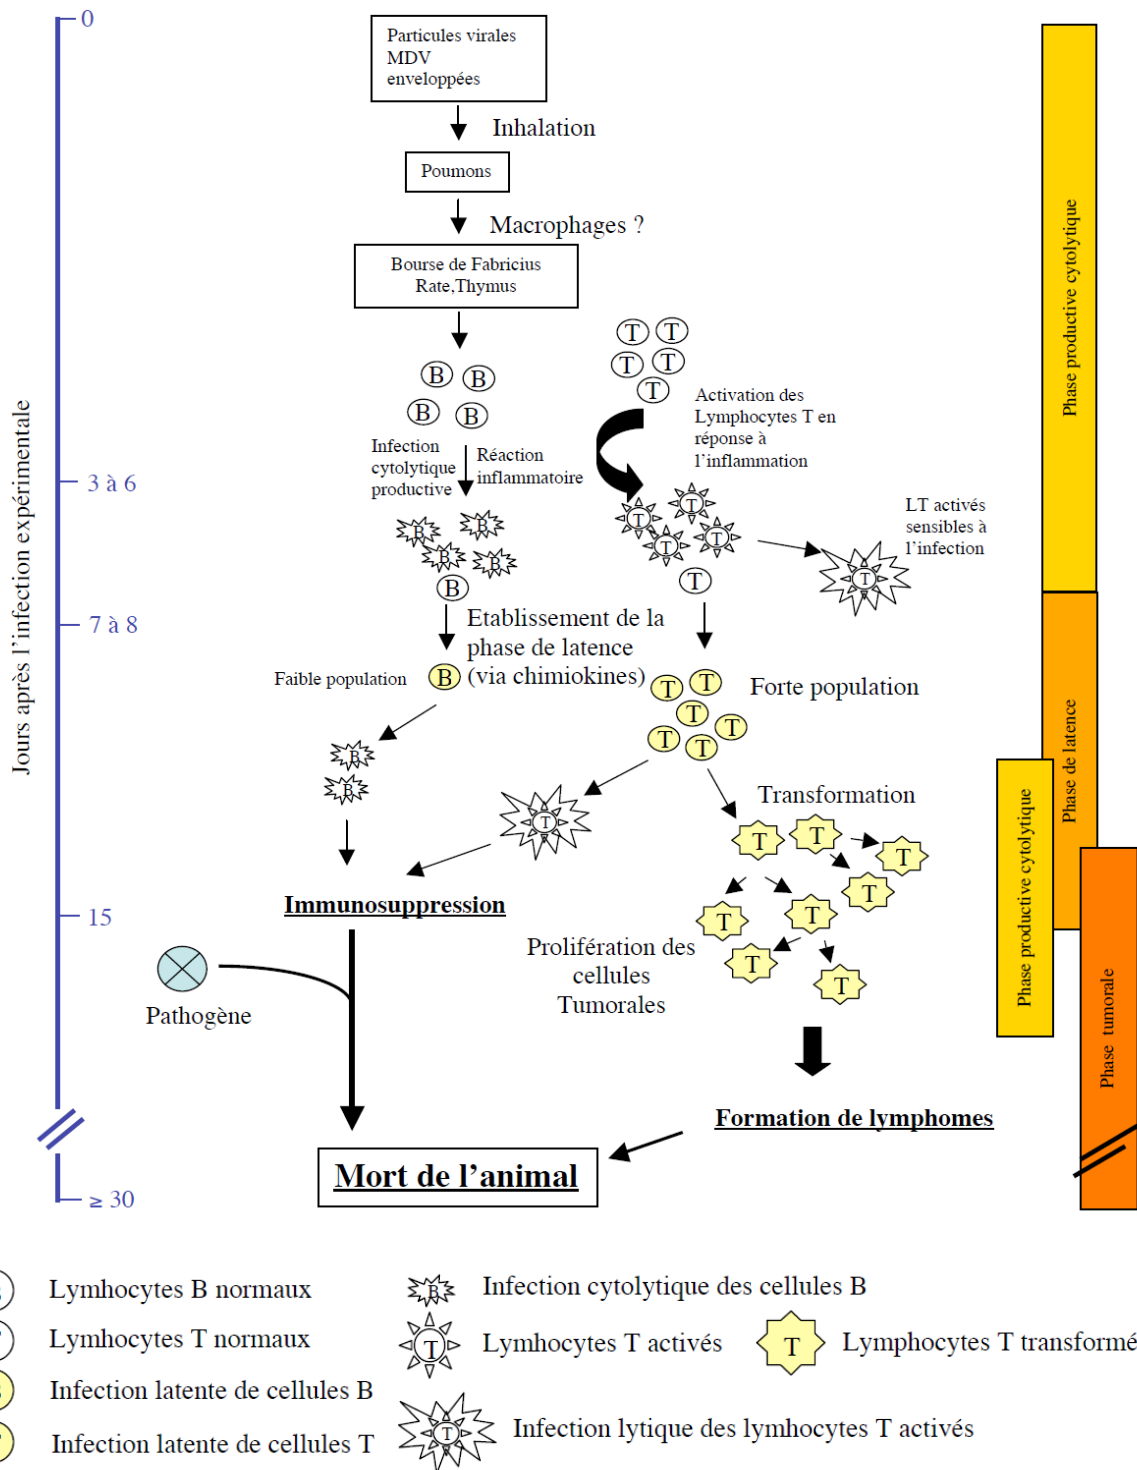 0
Particules virales
MDV
enveloppées
Inhalation
Poumons
Macrophages ?
Bourse de Fabricius
Rate,Thymus
T T
T T
T
B B
B B
Activation des
Lymphocytes T en
réponse à
l'inflammation
Infection
cytolytique
productive
Réaction
inflammatoire
Jours après l'infection expérimentale
3 à 6
B B
B B
B
T
T T
T
T
LT activés
sensibles à
l'infection
T
7 à 8
Etablissement de la
phase de latence
(via chimiokines)
Faible population
B
T T
T
T T
T
Forte population
B
B
T
Transformation
T T
T
T
T T
T
T
Immunosuppression
15
Prolifération des
cellules
Tumorales
Pathogène
Formation de lymphomes
Mort de l'animal
≥ 30
Phase productive cytolytique
Phase de latence
Phase productive cytolytique
Phase tumorale
Lymhocytes B normaux
B Infection cytolytique des cellules B
Lymhocytes T normaux
T Lymhocytes T activés
T Lymphocytes T transformé
Infection latente de cellules B
Infection latente de cellules T
T Infection lytique des lymhocytes T activés